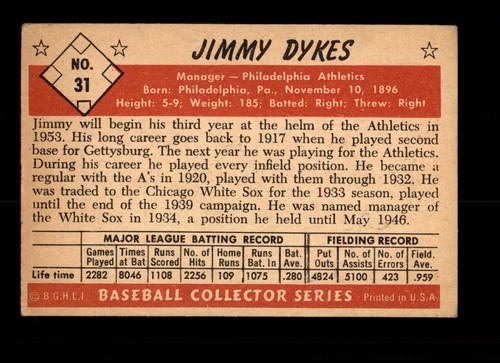 NO.
31
JIMMY DYKES
Manager — Philadelphia Athletics
Born: Philadelphia, Pa., November 10, 1896
Height: 5-9; Weight: 185; Batted: Right; Threw: Right
Jimmy will begin his third year at the helm of the Athletics in
1953. His long career goes back to 1917 when he played second
base for Gettysburg. The next year he was playing for the Athletics.
During his career he played every infield position. He became a
regular with the A's in 1920, played with them through 1932. He
was traded to the Chicago White Sox for the 1933 season, played
until the end of the 1939 campaign. He was named manager of
the White Sox in 1934, a position he held until May 1946.
MAJOR LEAGUE BATTING RECORD FIELDING RECORD
Games Times Runs No. of Home Runs Bat. Put No. of No. of Field.
Played at Bat Scored Hits Runs Bat. In Avg. Outs Assists Errors Ave.
Life time 2282 8046 1108 2256 109 1075 .280 4824 5100 423 .959
© B.G.H.L.I. BASEBALL COLLECTOR SERIES Printed in U.S.A.